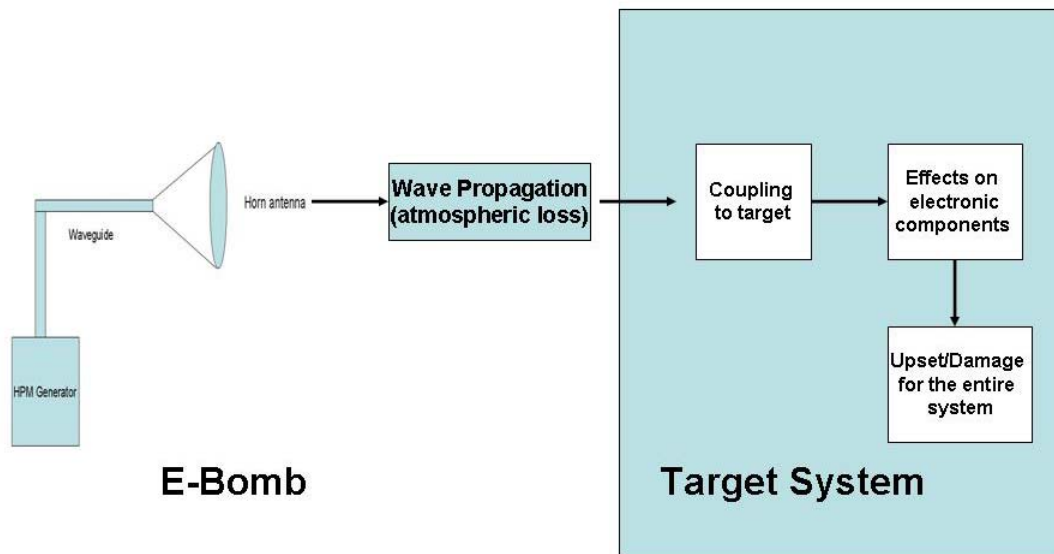 HPM Generator
Waveguide
Horn antenna
Wave Propagation
(atmospheric loss)
Coupling
to target
Effects on
electronic
components
Upset/Damage
for the entire
system
E-Bomb
Target System